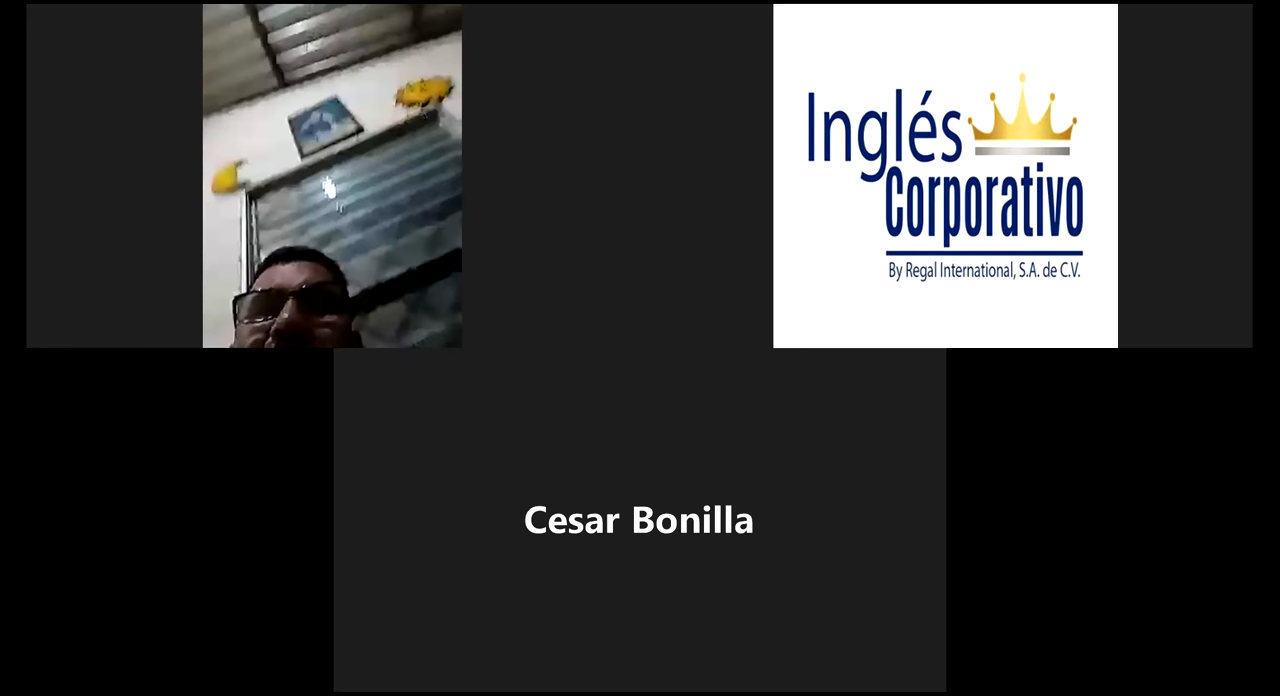 Inglés
Corporativo
By Regal International, S.A. de C.V.
Cesar Bonilla